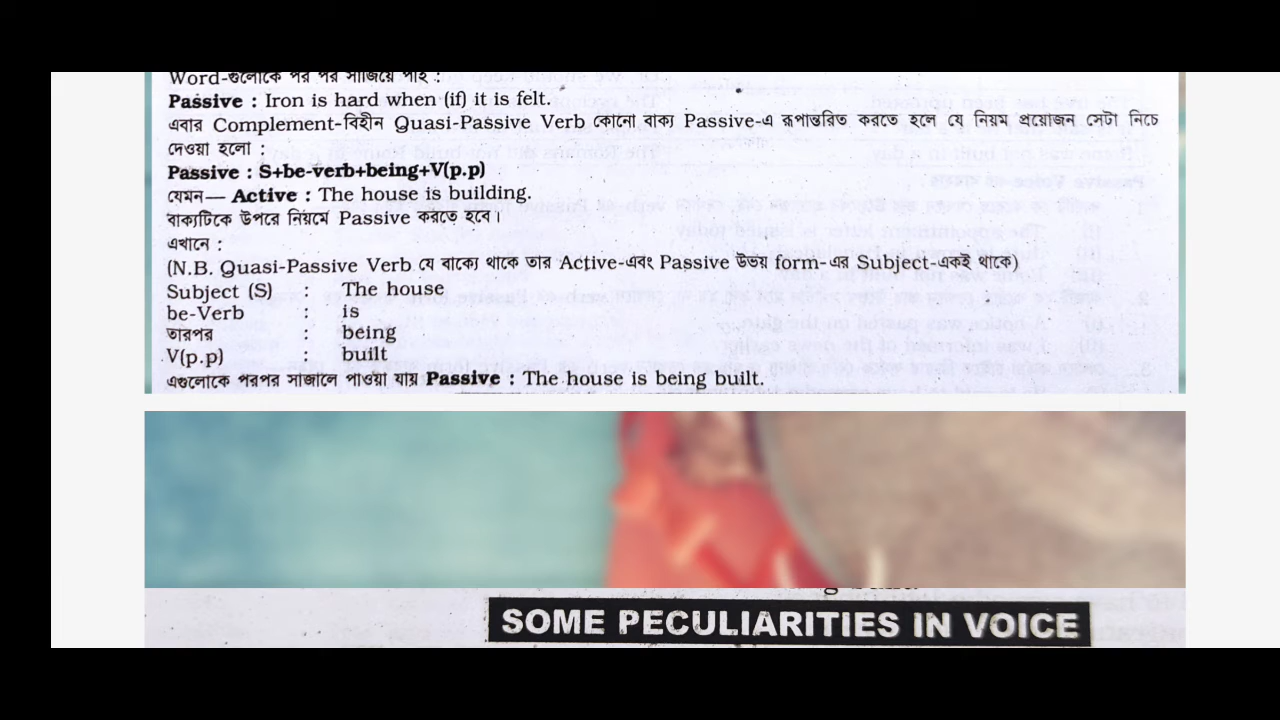 Word-গুলোকে পর পর সাজিয়ে পাই :
Passive : Iron is hard when (if) it is felt.
এবার Complement-বিহীন Quasi-Passive Verb কোনো বাক্য Passive-এ রূপান্তরিত করতে হলে যে নিয়ম প্রয়োজন সেটা নিচে
দেওয়া হলো :
Passive : S+be-verb+being+V(p.p)
যেমন— Active : The house is building.
বাক্যটিকে উপরে নিয়মে Passive করতে হবে।
এখানে :
(N.B. Quasi-Passive Verb যে বাক্যে থাকে তার Active-এবং Passive উভয় form-এর Subject-একই থাকে)
Subject (S) : The house
be-Verb : is
তারপর : being
V(p.p) : built
এগুলোকে পরপর সাজালে পাওয়া যায় Passive : The house is being built.
SOME PECULIARITIES IN VOICE